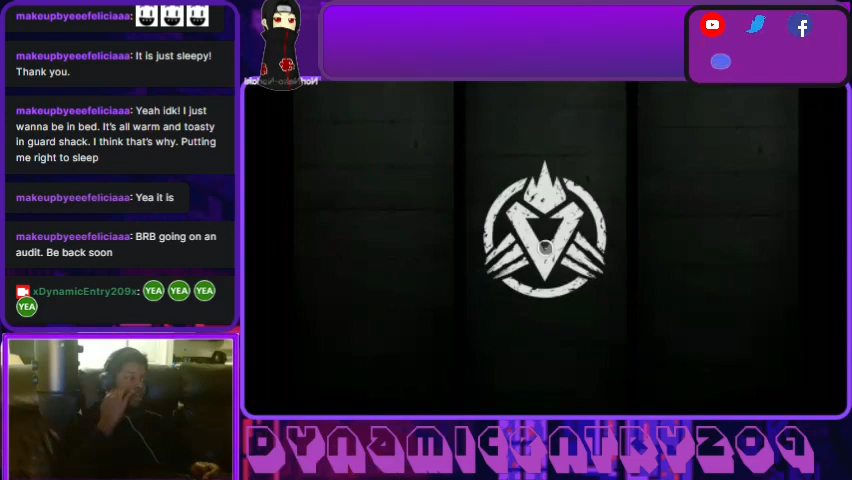 makeupbyeeefeliciaaa:
makeupbyeeefeliciaaa: It is just sleepy!
Thank you.
makeupbyeeefeliciaaa: Yeah idk! I just
wanna be in bed. It's all warm and toasty
in guard shack. I think that's why. Putting
me right to sleep
makeupbyeeefeliciaaa: Yea it is
makeupbyeeefeliciaaa: BRB going on an
audit. Be back soon
xDynamicEntry209x: YEA YEA YEA
YEA
DYNAMICENTRY209